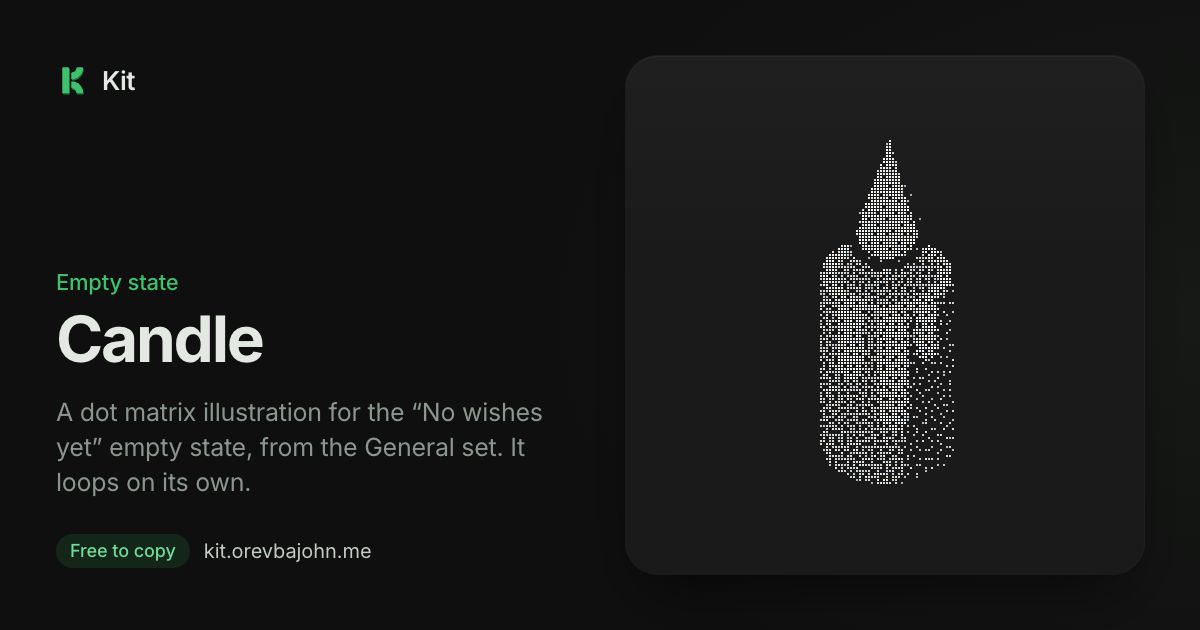 Kit
Empty state
Candle
A dot matrix illustration for the “No wishes
yet” empty state, from the General set. It
loops on its own.
Free to copy
kit.orevbajohn.me